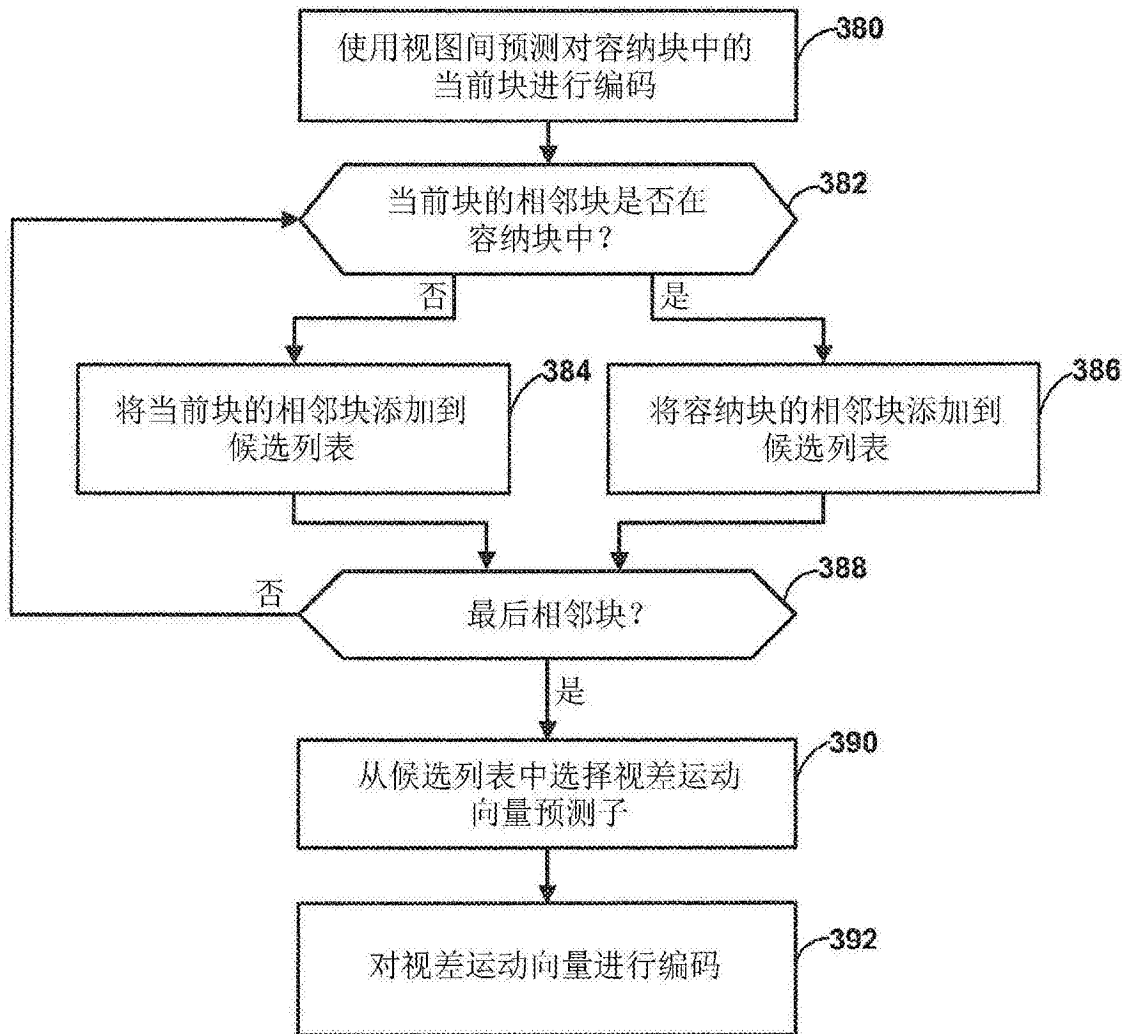 使用视图间预测对容纳块中的
当前块进行编码
380
当前块的相邻块是否在
容纳块中？
382
否
是
将当前块的相邻块添加到
候选列表
384
将容纳块的相邻块添加到
候选列表
386
最后相邻块？
388
否
是
从候选列表中选择视差运动
向量预测子
390
对视差运动向量进行编码
392